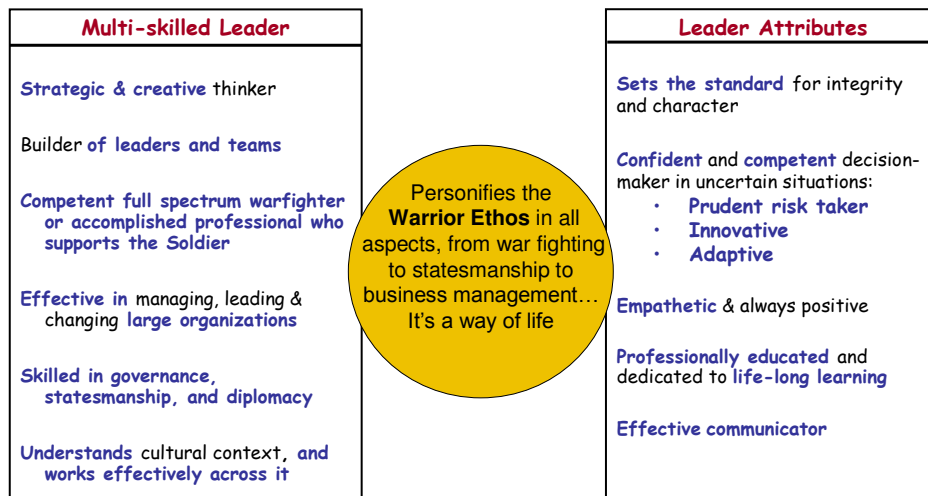 Multi-skilled Leader
Strategic & creative thinker
Builder of leaders and teams
Competent full spectrum warfighter
or accomplished professional who
supports the Soldier
Effective in managing, leading &
changing large organizations
Skilled in governance,
statesmanship, and diplomacy
Understands cultural context, and
works effectively across it
Personifies the
Warrior Ethos in all
aspects, from war fighting
to statesmanship to
business management…
It's a way of life
Leader Attributes
Sets the standard for integrity
and character
Confident and competent decision-
maker in uncertain situations:
• Prudent risk taker
• Innovative
• Adaptive
Empathetic & always positive
Professionally educated and
dedicated to life-long learning
Effective communicator